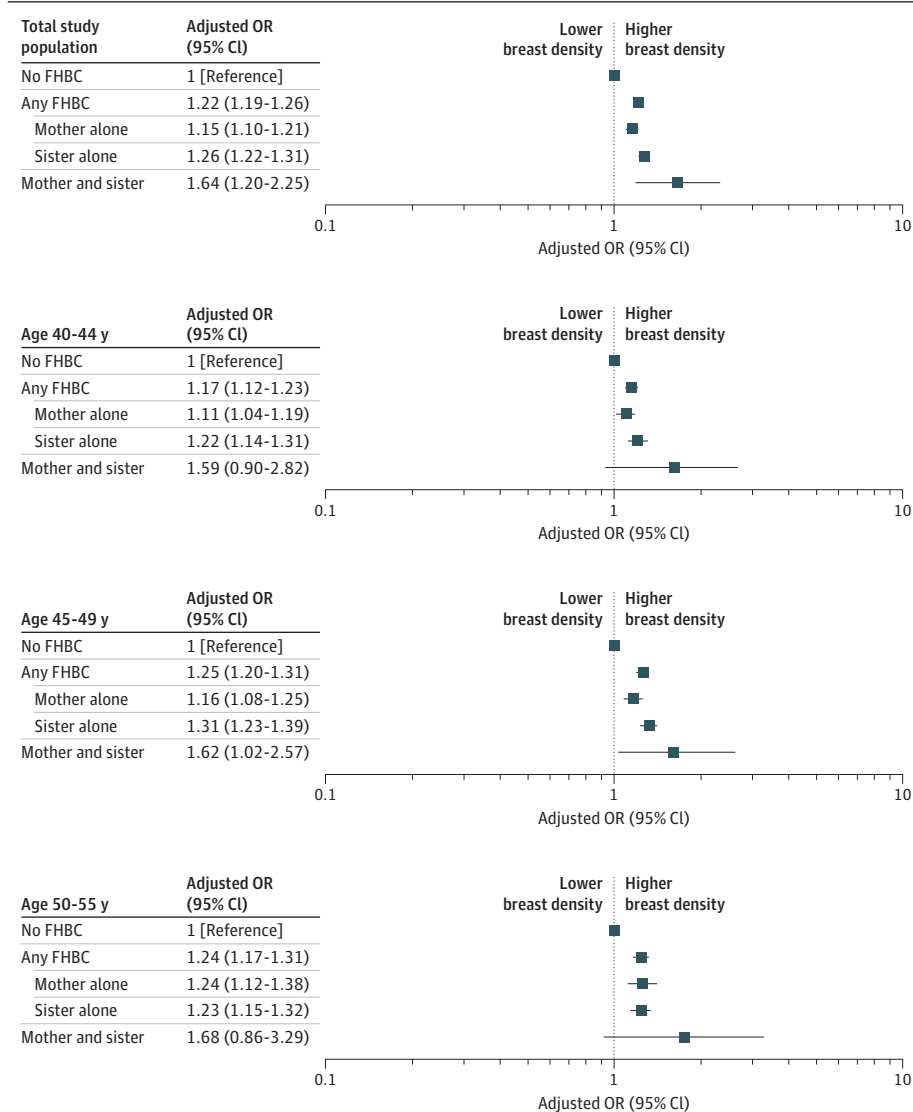 Total study population Adjusted OR (95% Cl) Lower breast density Higher breast density
No FHBC 1 [Reference]
Any FHBC 1.22 (1.19-1.26)
Mother alone 1.15 (1.10-1.21)
Sister alone 1.26 (1.22-1.31)
Mother and sister 1.64 (1.20-2.25)
0.1 1 10
Adjusted OR (95% Cl)
Age 40-44 y Adjusted OR (95% Cl) Lower breast density Higher breast density
No FHBC 1 [Reference]
Any FHBC 1.17 (1.12-1.23)
Mother alone 1.11 (1.04-1.19)
Sister alone 1.22 (1.14-1.31)
Mother and sister 1.59 (0.90-2.82)
0.1 1 10
Adjusted OR (95% Cl)
Age 45-49 y Adjusted OR (95% Cl) Lower breast density Higher breast density
No FHBC 1 [Reference]
Any FHBC 1.25 (1.20-1.31)
Mother alone 1.16 (1.08-1.25)
Sister alone 1.31 (1.23-1.39)
Mother and sister 1.62 (1.02-2.57)
0.1 1 10
Adjusted OR (95% Cl)
Age 50-55 y Adjusted OR (95% Cl) Lower breast density Higher breast density
No FHBC 1 [Reference]
Any FHBC 1.24 (1.17-1.31)
Mother alone 1.24 (1.12-1.38)
Sister alone 1.23 (1.15-1.32)
Mother and sister 1.68 (0.86-3.29)
0.1 1 10
Adjusted OR (95% Cl)